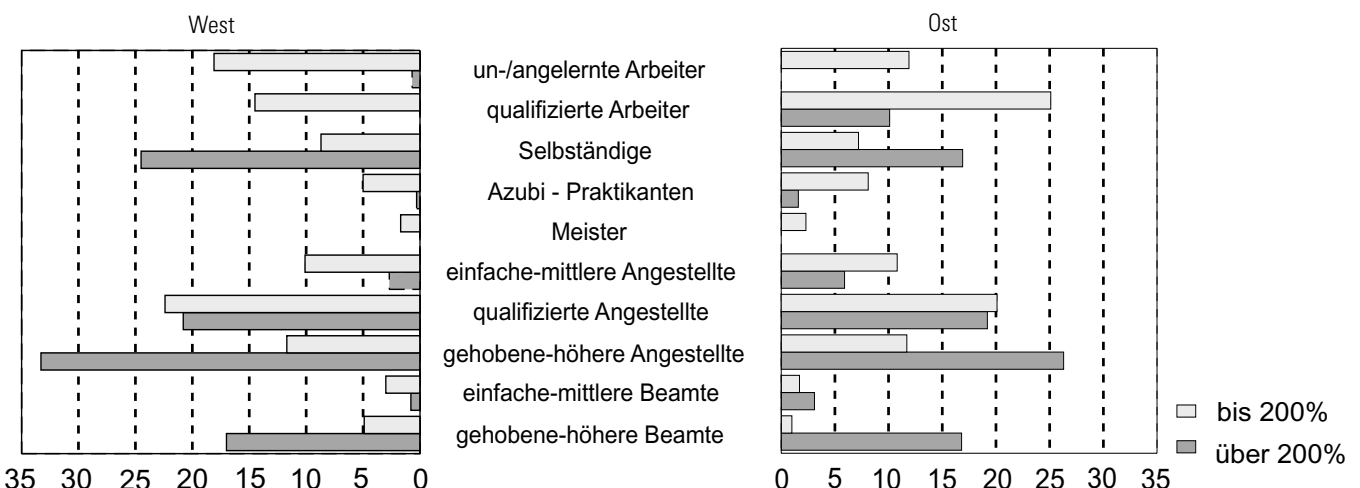 West
Ost
un-/angelernte Arbeiter
qualifizierte Arbeiter
Selbständige
Azubi - Praktikanten
Meister
einfache-mittlere Angestellte
qualifizierte Angestellte
gehobene-höhere Angestellte
einfache-mittlere Beamte
gehobene-höhere Beamte
bis 200%
über 200%
35 30 25 20 15 10 5 0
0 5 10 15 20 25 30 35